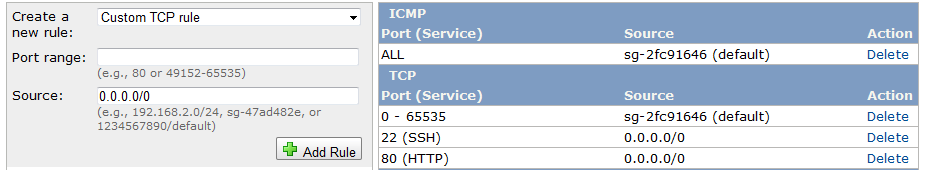 Create a new rule: Custom TCP rule
Port range:
(e.g., 80 or 49152-65535)
Source: 0.0.0.0/0
(e.g., 192.168.2.0/24, sg-47ad482e, or
1234567890/default)
Add Rule
ICMP
Port (Service) Source Action
ALL sg-2fc91646 (default) Delete
TCP
Port (Service) Source Action
0 - 65535 sg-2fc91646 (default) Delete
22 (SSH) 0.0.0.0/0 Delete
80 (HTTP) 0.0.0.0/0 Delete